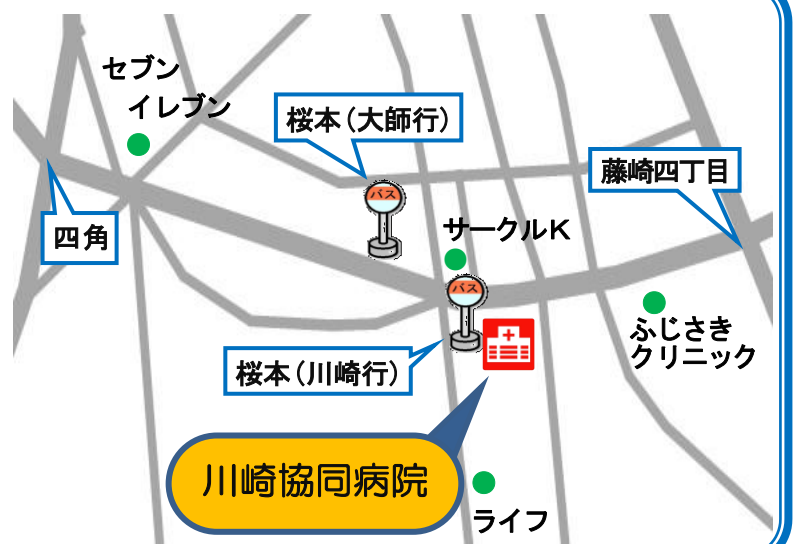 セブン
イレブン
桜本(大師行)
バス
藤崎四丁目
四角
サークルK
バス
ふじさき
クリニック
桜本(川崎行)
川崎協同病院
ライフ